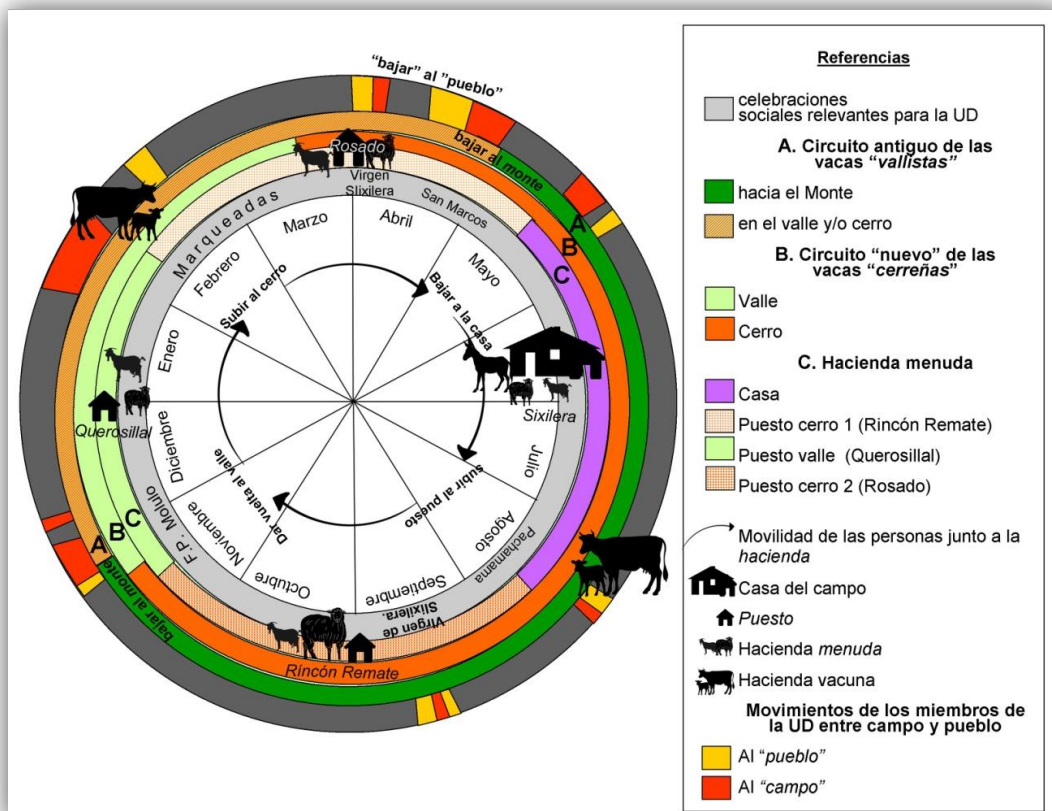 "bajar" al "pueblo"
bajar al monte
Rosado
Virgen
Slixilera
San Marcos
Marqueadas
Marzo
Abril
Febrero
Mayo
Enero
Subir al cerro
Bajar a la casa
A
B
C
Querosillal
Sixilera
Diciembre
Julio
Dar vuelta al valle
subir al puesto
F.P. Molulo
Noviembre
Agosto
Pachamama
Octubre
Septiembre
Virgen de
Slixilera.
A
B
C
bajar al monte
Rincón Remate
Referencias
celebraciones
sociales relevantes para la UD
A. Circuito antiguo de las
vacas "vallistas"
hacia el Monte
en el valle y/o cerro
B. Circuito "nuevo" de las
vacas "cerreñas"
Valle
Cerro
C. Hacienda menuda
Casa
Puesto cerro 1 (Rincón Remate)
Puesto valle (Querosillal)
Puesto cerro 2 (Rosado)
Movilidad de las personas junto a la
hacienda
Casa del campo
Puesto
Hacienda menuda
Hacienda vacuna
Movimientos de los miembros de
la UD entre campo y pueblo
Al "pueblo"
Al "campo"